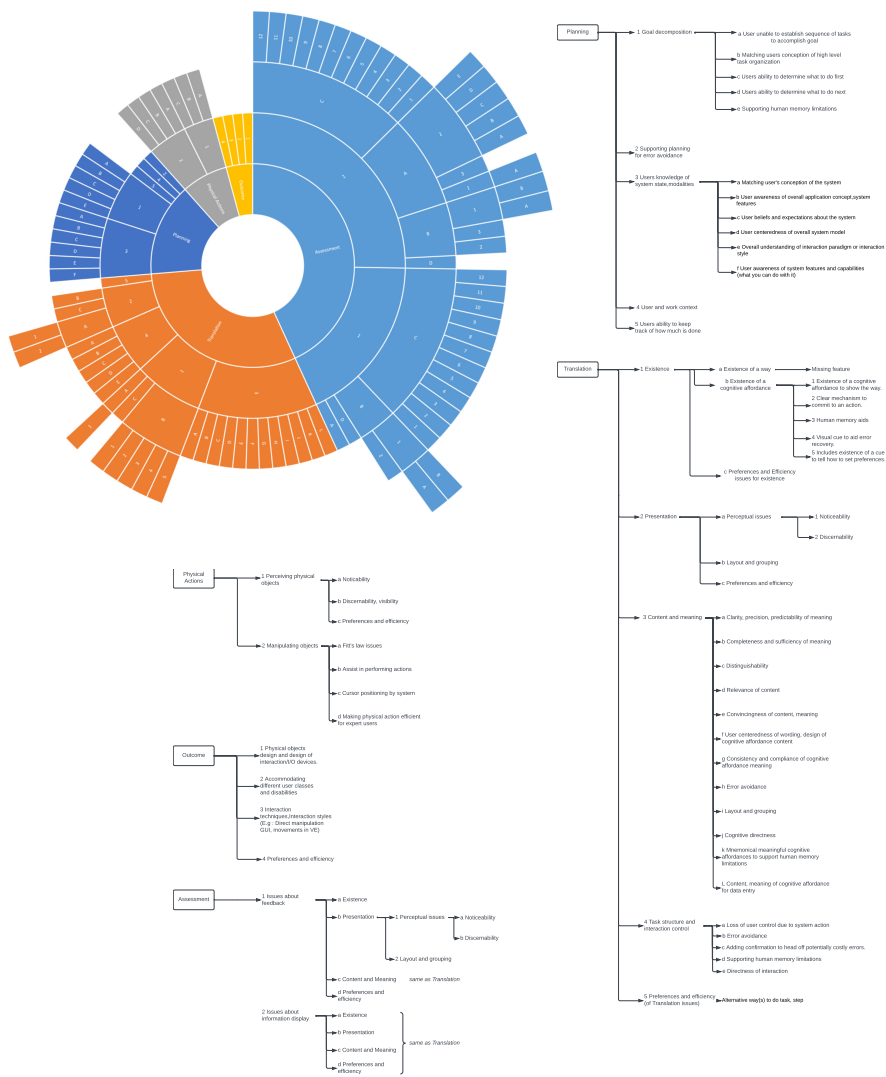 Assessment
Translation
Planning
Physical Actions
Outcome
Planning
1 Goal decomposition
a User unable to establish sequence of tasks
to accomplish goal
b Matching users conception of high level
task organization
c Users ability to determine what to do first
d Users ability to determine what to do next
e Supporting human memory limitations
2 Supporting planning
for error avoidance
3 Users knowledge of
system state,modalities
a Matching user's conception of the system
b User awareness of overall application concept,system
features
c User beliefs and expectations about the system
d User centeredness of overall system model
e Overall understanding of interaction paradigm or interaction
style
f User awareness of system features and capabilities
(what you can do with it)
4 User and work context
5 Users ability to keep
track of how much is done
Translation
1 Existence
a Existence of a way
Missing feature
b Existence of a
cognitive affordance
1 Existence of a cognitive
affordance to show the way.
2 Clear mechanism to
commit to an action.
3 Human memory aids
4 Visual cue to aid error
recovery.
5 Includes existence of a cue
to tell how to set preferences.
c Preferences and Efficiency
issues for existence
2 Presentation
a Perceptual issues
1 Noticeability
2 Discernability
b Layout and grouping
c Preferences and efficiency
3 Content and meaning
a Clarity, precision, predictability of meaning
b Completeness and sufficiency of meaning
c Distinguishability
d Relevance of content
e Convincingness of content, meaning
f User centeredness of wording, design of
cognitive affordance content
g Consistency and compliance of cognitive
affordance meaning
h Error avoidance
i Layout and grouping
j Cognitive directness
k Mnemonical meaningful cognitive
affordances to support human memory
limitations
L Content, meaning of cognitive affordance
for data entry
4 Task structure and
interaction control
a Loss of user control due to system action
b Error avoidance
c Adding confirmation to head off potentially costly errors.
d Supporting human memory limitations
e Directness of interaction
5 Preferences and efficiency
(of Translation issues)
Alternative way(s) to do task, step
Physical
Actions
1 Perceiving physical
objects
a Noticability
b Discernability, visibility
c Preferences and efficiency
2 Manipulating objects
a Fitt's law issues
b Assist in performing actions
c Cursor positioning by system
d Making physical action efficient
for expert users
Outcome
1 Physical objects
design and design of
interaction/I/O devices.
2 Accommodating
different user classes
and disabilities
3 Interaction
techniques,Interaction styles
(E.g : Direct manipulation
GUI, movements in VE)
4 Preferences and efficiency
Assessment
1 Issues about
feedback
a Existence
b Presentation
1 Perceptual issues
a Noticeability
b Discernability
2 Layout and grouping
c Content and Meaning
same as Translation
d Preferences and
efficiency
2 Issues about
information display
a Existence
b Presentation
c Content and Meaning
same as Translation
d Preferences and
efficiency